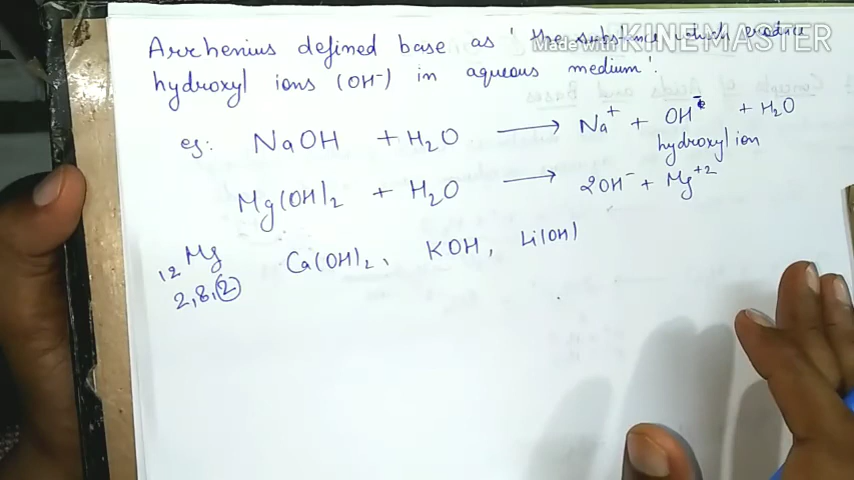 Made with KINEMASTER
Arrhenius defined base as 'the substance which produce
hydroxyl ions (OH⁻) in aqueous medium'.
eg: NaOH + H₂O ⟶ Na⁺ + OH⁻ + H₂O
hydroxyl ion
Mg(OH)₂ + H₂O ⟶ 2OH⁻ + Mg⁺²
₁₂Mg Ca(OH)₂, KOH, Li(OH)
2,8,2